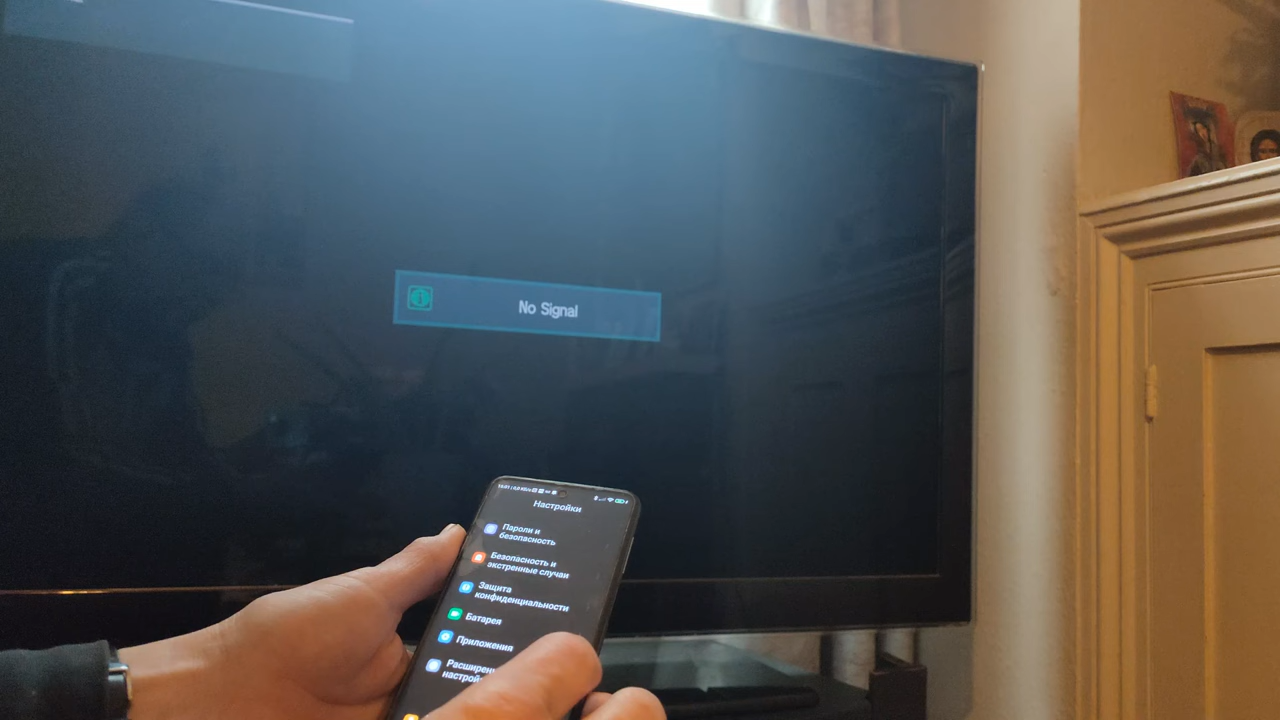 No Signal
Настройки
Пароли и
безопасность
Безопасность и
экстренные случаи
Защита
конфиденциальности
Батарея
Приложения